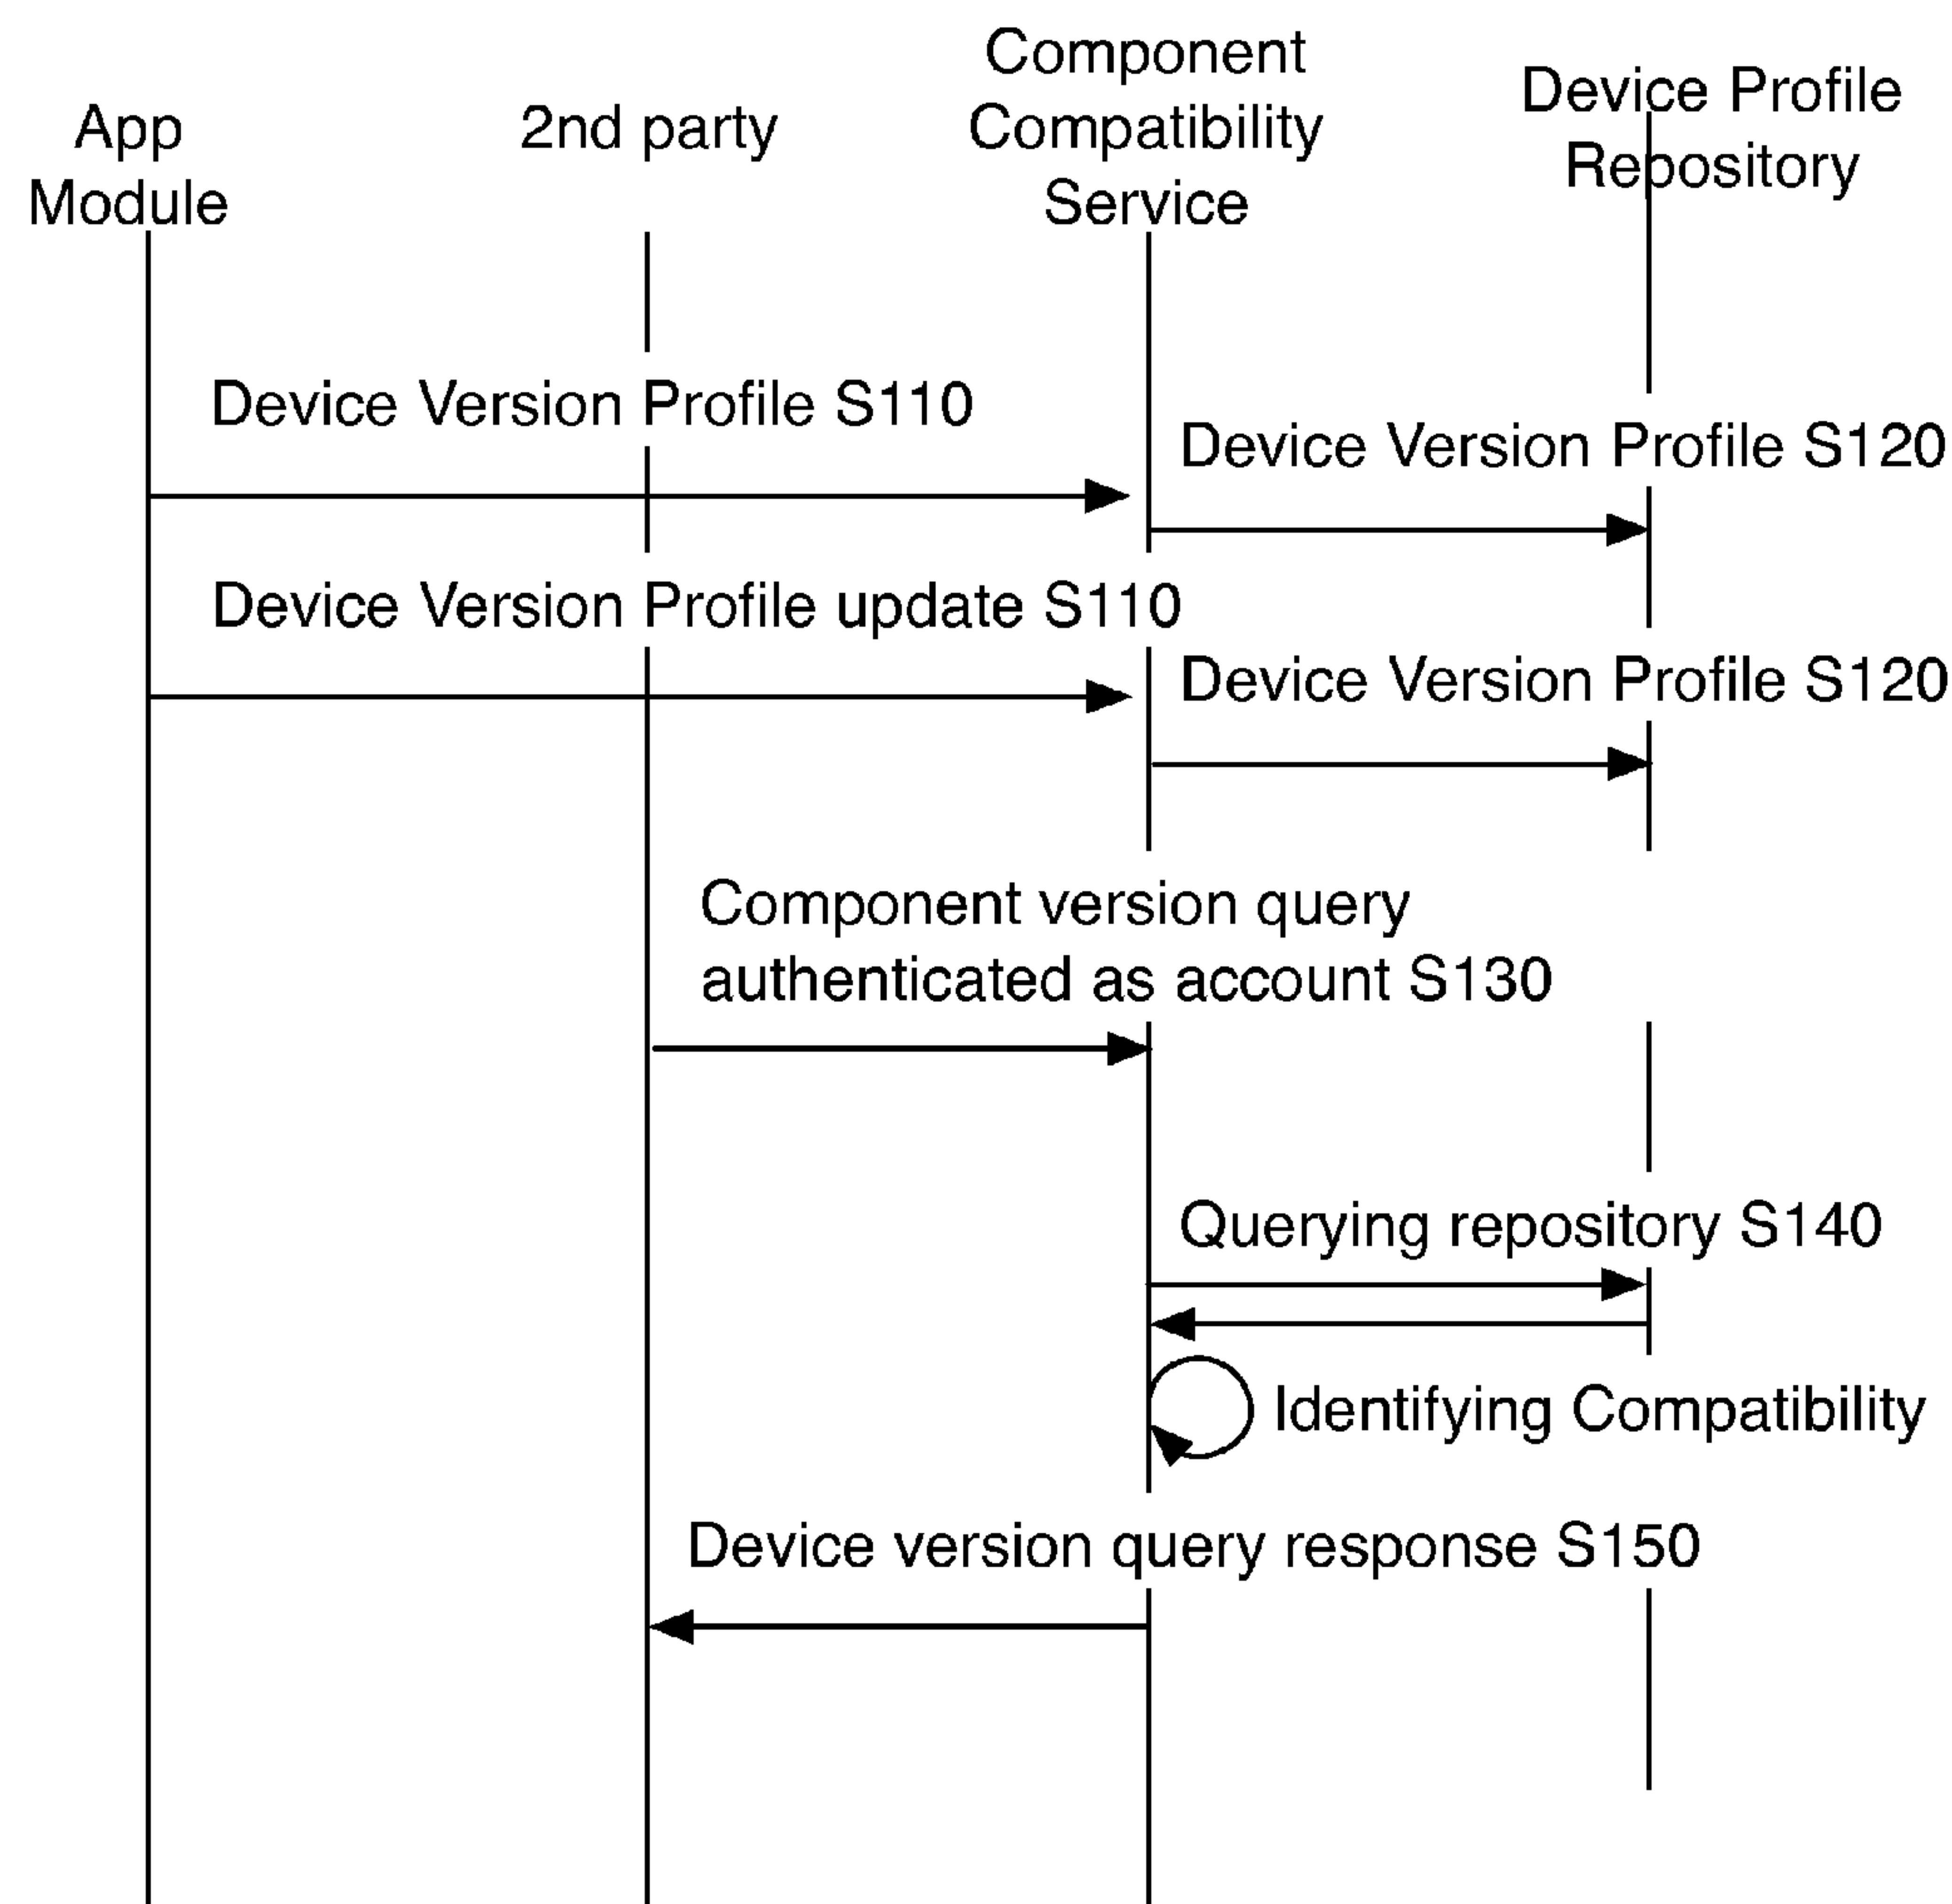 App
Module
2nd party
Component
Compatibility
Service
Device Profile
Repository
Device Version Profile S110
Device Version Profile S120
Device Version Profile update S110
Device Version Profile S120
Component version query
authenticated as account S130
Querying repository S140
Identifying Compatibility
Device version query response S150